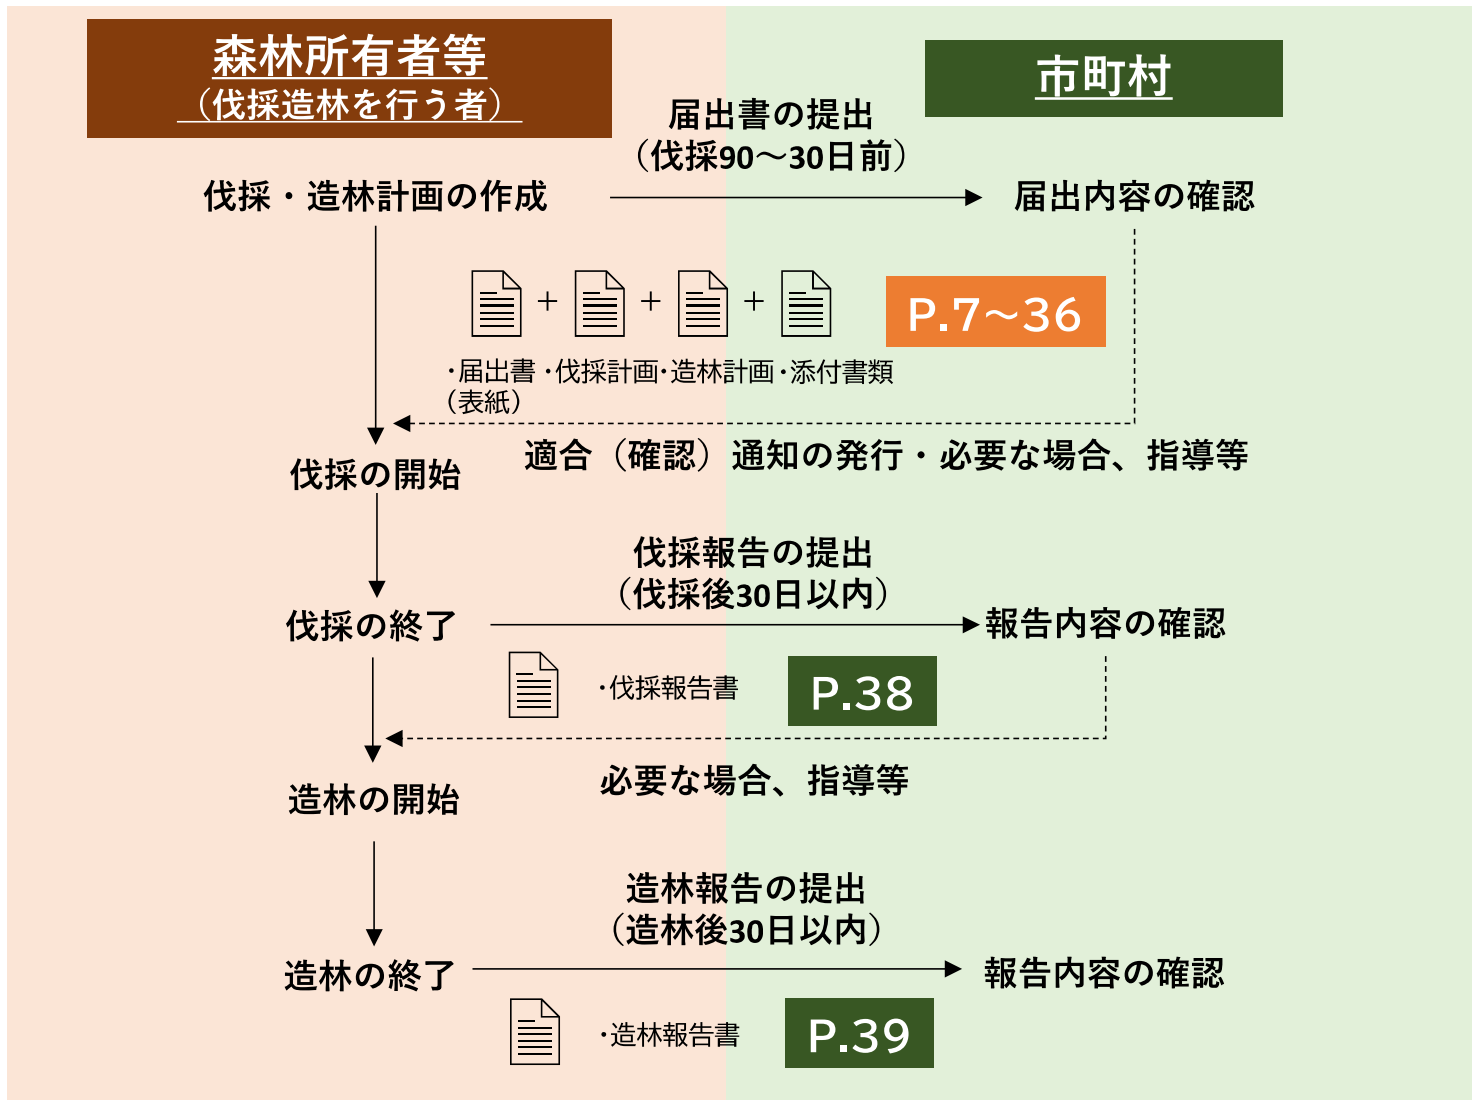 森林所有者等
（伐採造林を行う者）
市町村
届出書の提出
（伐採90～30日前）
伐採・造林計画の作成
届出内容の確認
＋ ＋ ＋
P.7～36
・届出書 ・伐採計画 ・造林計画 ・添付書類
（表紙）
適合（確認）通知の発行・必要な場合、指導等
伐採の開始
伐採報告の提出
（伐採後30日以内）
伐採の終了
報告内容の確認
・伐採報告書
P.38
必要な場合、指導等
造林の開始
造林報告の提出
（造林後30日以内）
造林の終了
報告内容の確認
・造林報告書
P.39